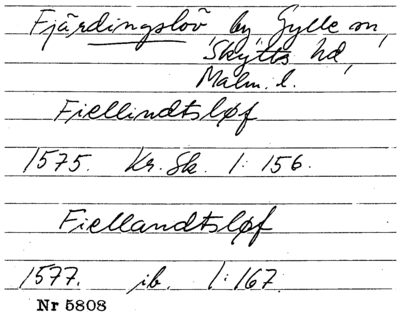 Fjärdingslöv, by, Gylle sn,
Skytts hd,
Malm. l.
Fiellindtsløf
1575. Kr. Sk. 1: 156.
Fiellandtsløf
1577. ib. 1: 167.
Nr 5808